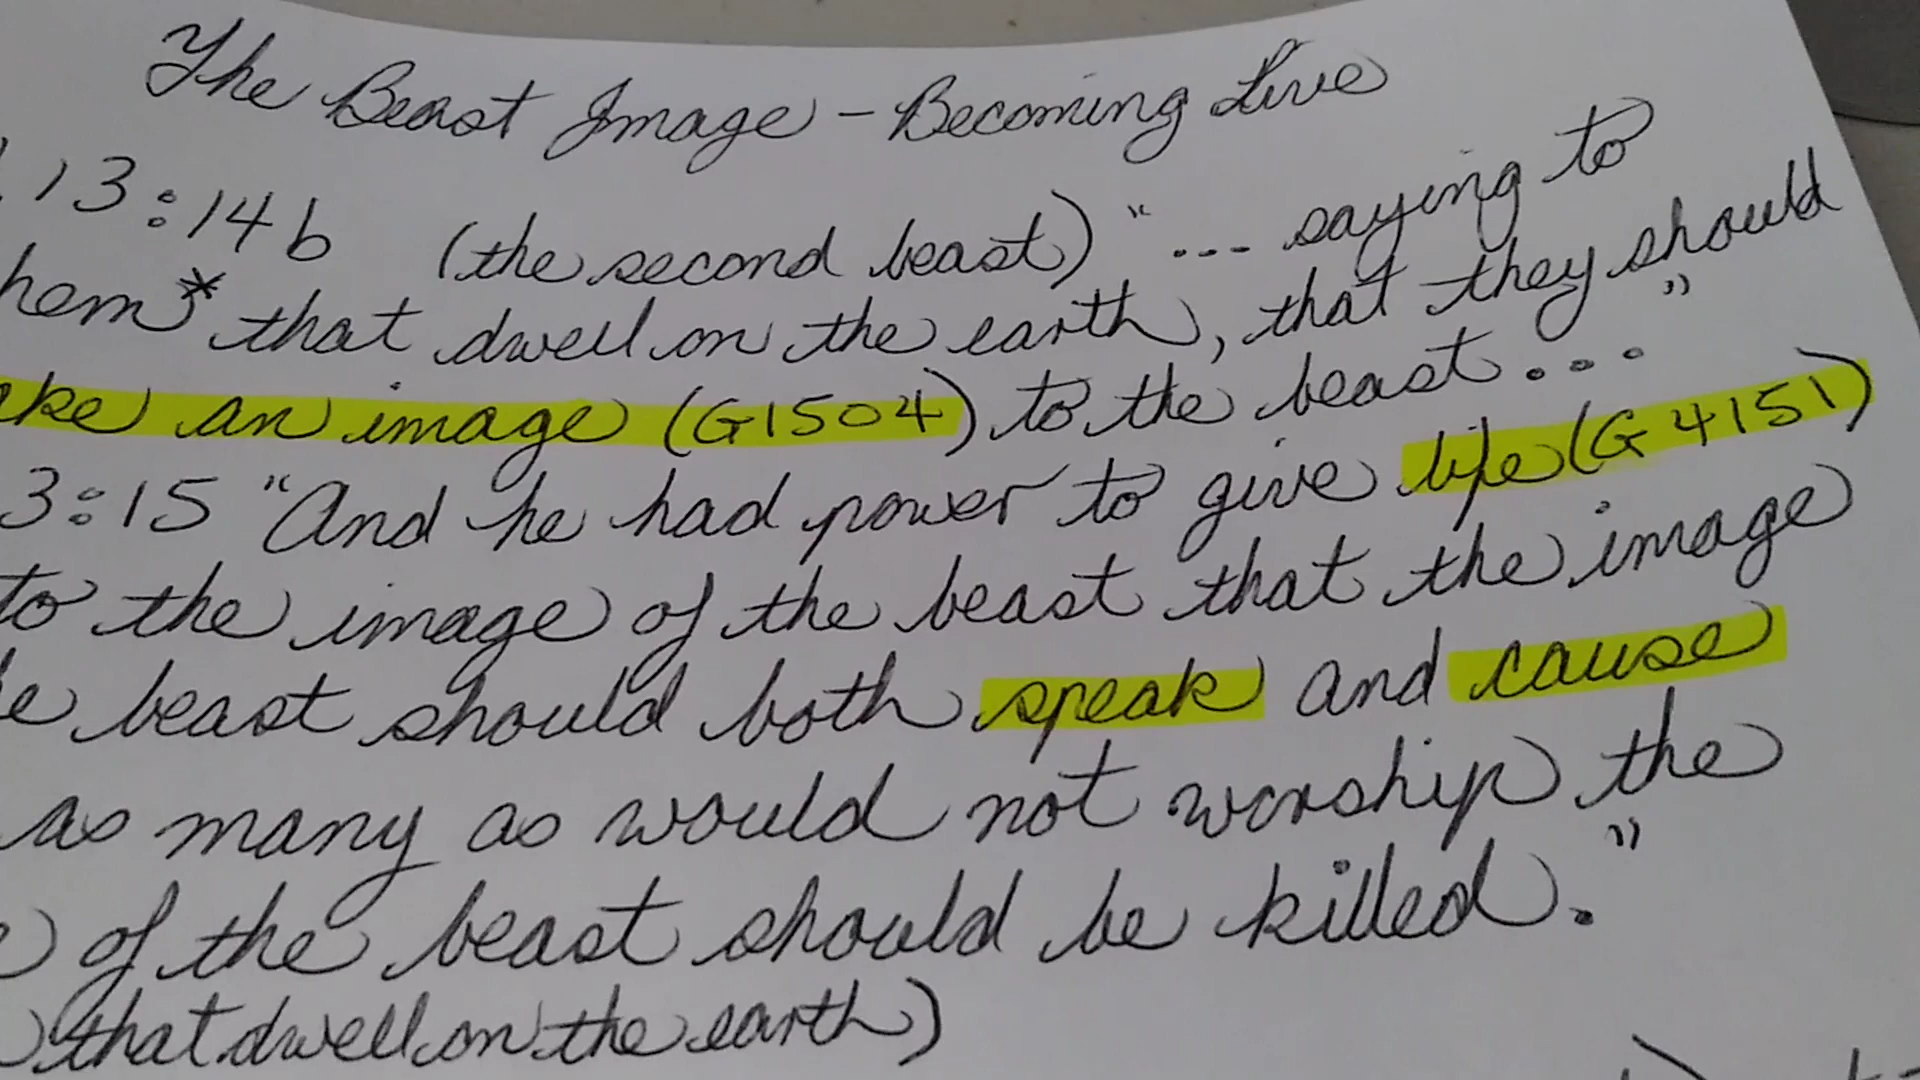 The Beast Image - Becoming Live
13:14b (the second beast) "... saying to
hem* that dwell on the earth, that they should
ke an image (G1504) to the beast..."
3:15 "And he had power to give life (G4151)
to the image of the beast that the image
e beast should both speak and cause
as many as would not worship the
of the beast should be killed."
that dwell on the earth)